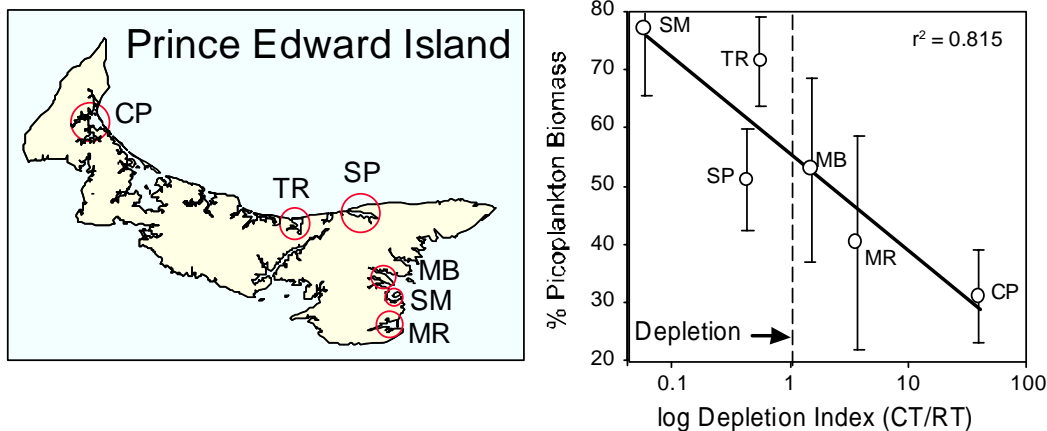 Prince Edward Island
CP
TR
SP
MB
SM
MR
% Picoplankton Biomass
80
70
60
50
40
30
20
SM
TR
r² = 0.815
SP
MB
MR
CP
Depletion
0.1
1
10
100
log Depletion Index (CT/RT)